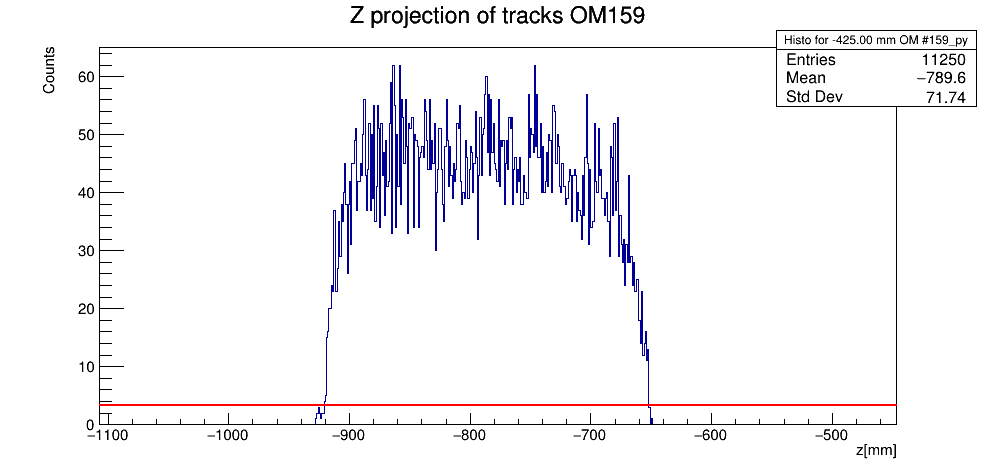 Z projection of tracks OM159
Histo for -425.00 mm OM #159_py
Entries 11250
Mean −789.6
Std Dev 71.74
Counts
60
50
40
30
20
10
0
−1100 −1000 −900 −800 −700 −600 −500
z[mm]